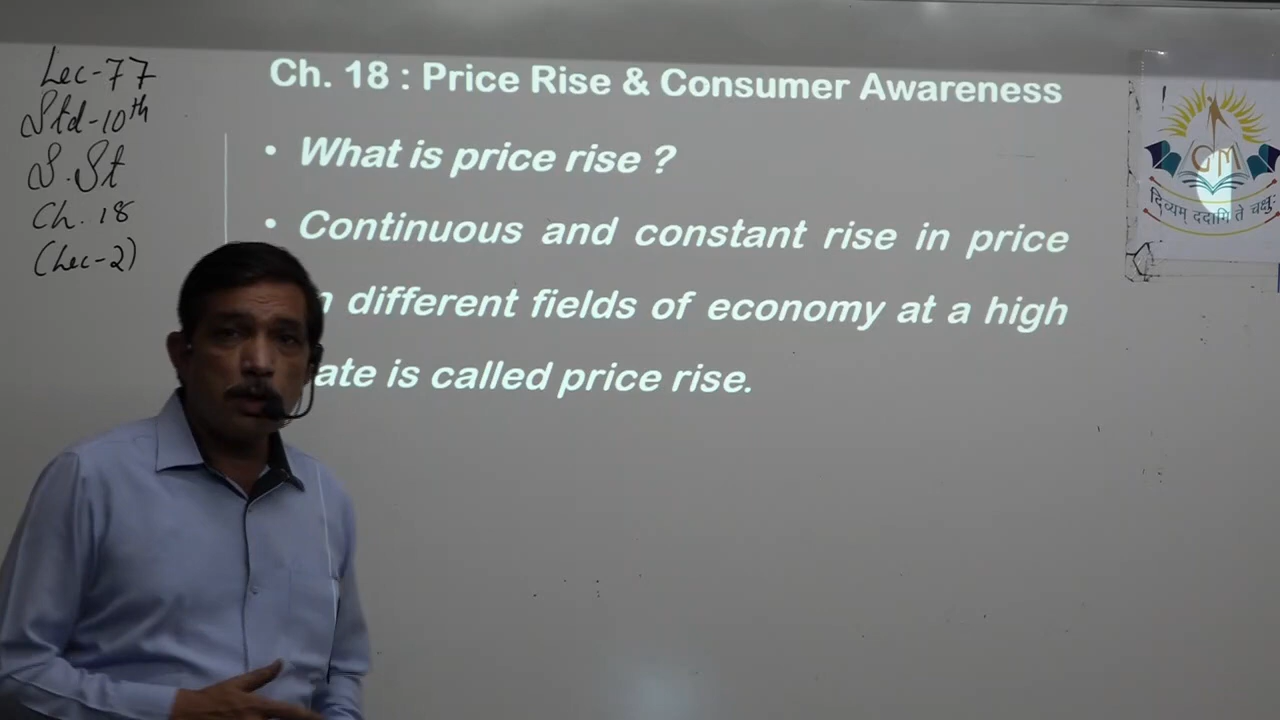 Lec-77
Std-10th
S.St
Ch. 18
(Lec-2)
Ch. 18 : Price Rise & Consumer Awareness
• What is price rise ?
• Continuous and constant rise in price
different fields of economy at a high
ate is called price rise.
GM
दिव्यम् ददामि ते चक्षुः